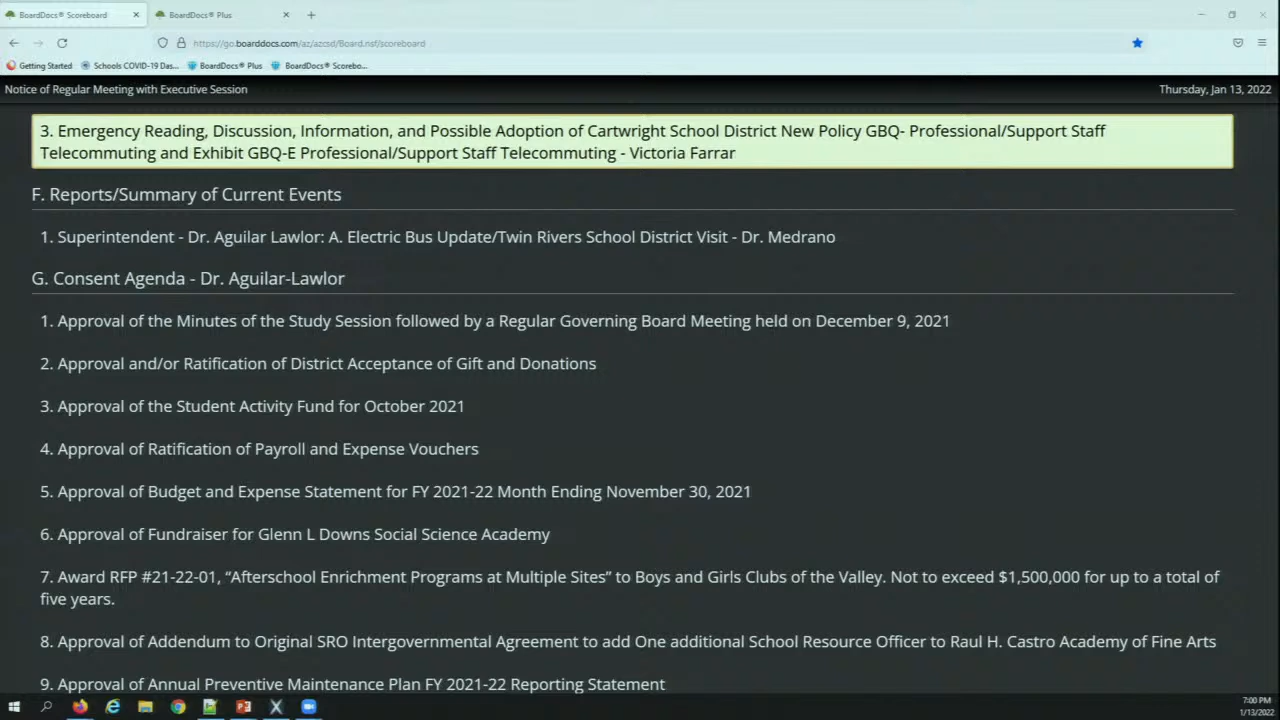 BoardDocs® Scoreboard
BoardDocs® Plus
https://go.boarddocs.com/az/azcsd/Board.nsf/scoreboard
Getting Started Schools COVID-19 Das... BoardDocs® Plus BoardDocs® Scorebo...
Notice of Regular Meeting with Executive Session
Thursday, Jan 13, 2022
3. Emergency Reading, Discussion, Information, and Possible Adoption of Cartwright School District New Policy GBQ- Professional/Support Staff
Telecommuting and Exhibit GBQ-E Professional/Support Staff Telecommuting - Victoria Farrar
F. Reports/Summary of Current Events
1. Superintendent - Dr. Aguilar Lawlor: A. Electric Bus Update/Twin Rivers School District Visit - Dr. Medrano
G. Consent Agenda - Dr. Aguilar-Lawlor
1. Approval of the Minutes of the Study Session followed by a Regular Governing Board Meeting held on December 9, 2021
2. Approval and/or Ratification of District Acceptance of Gift and Donations
3. Approval of the Student Activity Fund for October 2021
4. Approval of Ratification of Payroll and Expense Vouchers
5. Approval of Budget and Expense Statement for FY 2021-22 Month Ending November 30, 2021
6. Approval of Fundraiser for Glenn L Downs Social Science Academy
7. Award RFP #21-22-01, “Afterschool Enrichment Programs at Multiple Sites” to Boys and Girls Clubs of the Valley. Not to exceed $1,500,000 for up to a total of
five years.
8. Approval of Addendum to Original SRO Intergovernmental Agreement to add One additional School Resource Officer to Raul H. Castro Academy of Fine Arts
9. Approval of Annual Preventive Maintenance Plan FY 2021-22 Reporting Statement
7:00 PM
1/13/2022